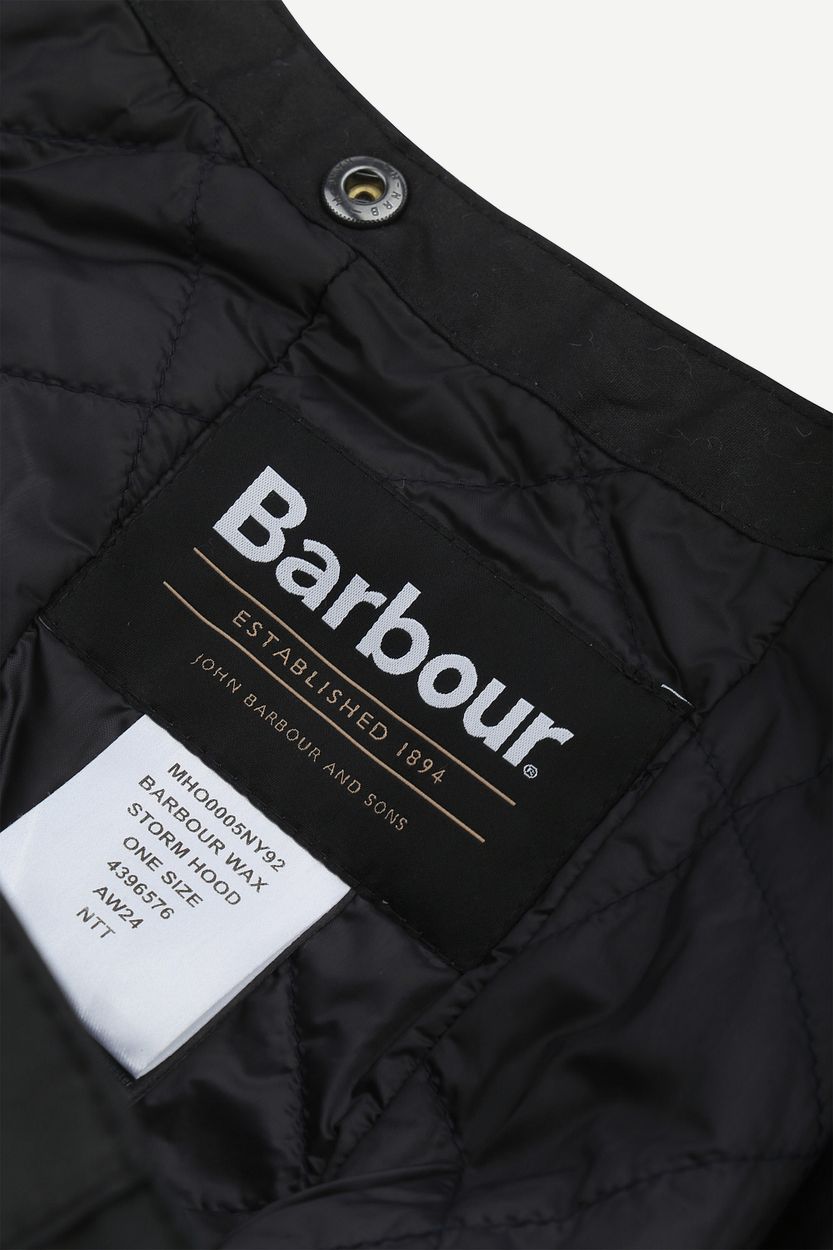 Barbour®
ESTABLISHED 1894
JOHN BARBOUR AND SONS
MHO0005NY92
BARBOUR WAX
STORM HOOD
ONE SIZE
4396576
AW24
NTT